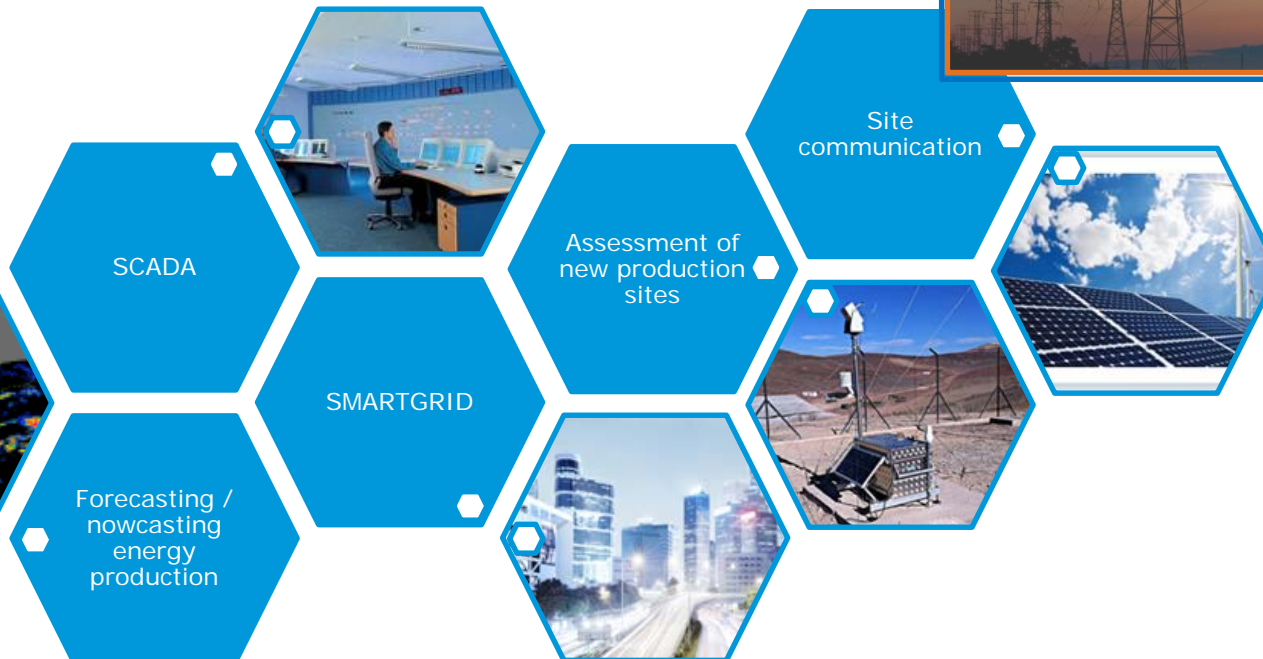 Site
communication
SCADA
Assessment of
new production
sites
SMARTGRID
Forecasting /
nowcasting
energy
production